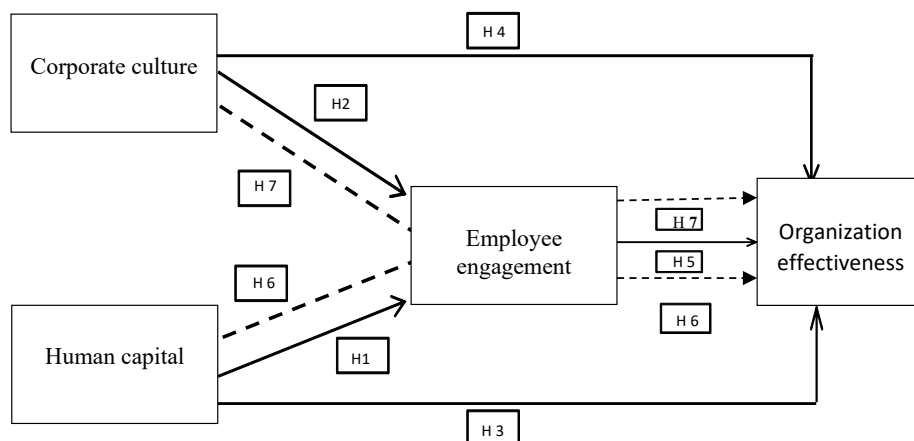 H 4
Corporate culture
H2
H 7
Employee
engagement
H 7
H 5
H 6
Organization
effectiveness
H 6
Human capital
H1
H 3